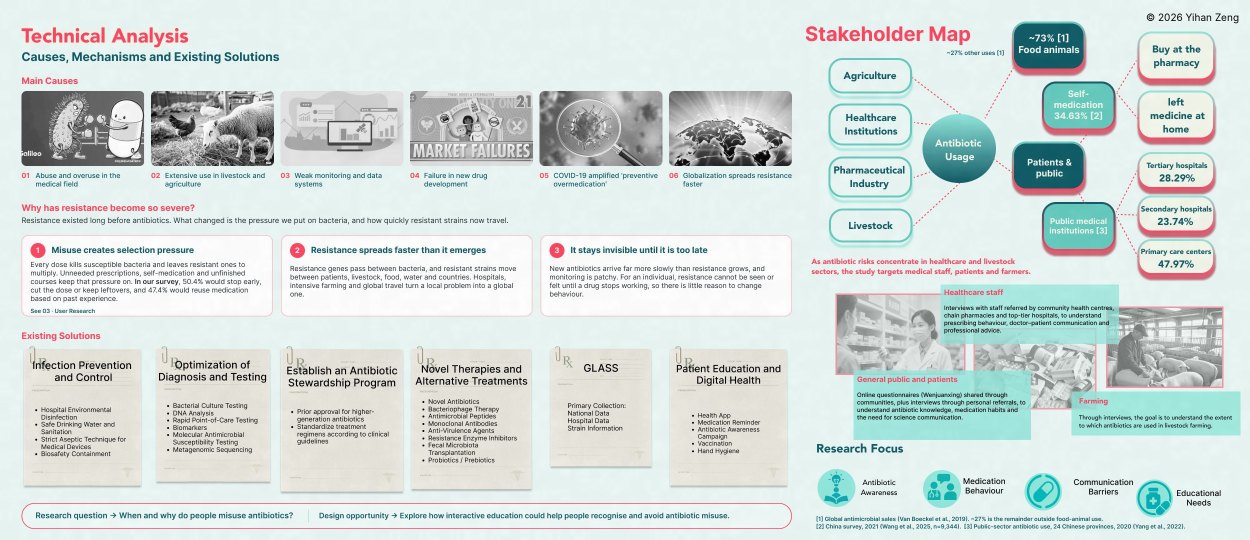 © 2026 Yihan Zeng
Technical Analysis
Causes, Mechanisms and Existing Solutions
Main Causes
21
MARKET FAILURES
01 Abuse and overuse in the
medical field
02 Extensive use in livestock and
agriculture
03 Weak monitoring and data
systems
04 Failure in new drug
development
05 COVID-19 amplified 'preventive
overmedication'
06 Globalization spreads resistance
faster
Why has resistance become so severe?
Resistance existed long before antibiotics. What changed is the pressure we put on bacteria, and how quickly resistant strains now travel.
1 Misuse creates selection pressure
Every dose kills susceptible bacteria and leaves resistant ones to
multiply. Unneeded prescriptions, self-medication and unfinished
courses keep that pressure on. In our survey, 50.4% would stop early,
cut the dose or keep leftovers, and 47.4% would reuse medication
based on past experience.
See 03 · User Research
2 Resistance spreads faster than it emerges
Resistance genes pass between bacteria, and resistant strains move
between patients, livestock, food, water and countries. Hospitals,
intensive farming and global travel turn a local problem into a global
one.
3 It stays invisible until it is too late
New antibiotics arrive far more slowly than resistance grows, and
monitoring is patchy. For an individual, resistance cannot be seen or
felt until a drug stops working, so there is little reason to change
behaviour.
Existing Solutions
Infection Prevention
and Control
• Hospital Environmental
Disinfection
• Safe Drinking Water and
Sanitation
• Strict Aseptic Technique for
Medical Devices
• Biosafety Containment
Optimization of
Diagnosis and Testing
• Bacterial Culture Testing
• DNA Analysis
• Rapid Point-of-Care Testing
• Biomarkers
• Molecular Antimicrobial
Susceptibility Testing
• Metagenomic Sequencing
Establish an Antibiotic
Stewardship Program
• Prior approval for higher-
generation antibiotics
• Standardize treatment
regimens according to clinical
guidelines
Novel Therapies and
Alternative Treatments
• Novel Antibiotics
• Bacteriophage Therapy
• Antimicrobial Peptides
• Monoclonal Antibodies
• Anti-Virulence Agents
• Resistance Enzyme Inhibitors
• Fecal Microbiota
Transplantation
• Probiotics / Prebiotics
GLASS
Primary Collection:
National Data
Hospital Data
Strain Information
Patient Education and
Digital Health
• Health App
• Medication Reminder
• Antibiotic Awareness
Campaign
• Vaccination
• Hand Hygiene
Research question → When and why do people misuse antibiotics?
Design opportunity → Explore how interactive education could help people recognise and avoid antibiotic misuse.
Stakeholder Map
~27% other uses [1]
Agriculture
Healthcare
Institutions
Pharmaceutical
Industry
Livestock
Antibiotic
Usage
~73% [1]
Food animals
Self-
medication
34.63% [2]
Patients &
public
Public medical
institutions [3]
Buy at the
pharmacy
left
medicine at
home
Tertiary hospitals
28.29%
Secondary hospitals
23.74%
Primary care centers
47.97%
As antibiotic risks concentrate in healthcare and livestock
sectors, the study targets medical staff, patients and farmers.
Healthcare staff
Interviews with staff referred by community health centres,
chain pharmacies and top-tier hospitals, to understand
prescribing behaviour, doctor-patient communication and
professional advice.
General public and patients
Online questionnaires (Wenjuanxing) shared through
communities, plus interviews through personal referrals, to
understand antibiotic knowledge, medication habits and
the need for science communication.
Farming
Through interviews, the goal is to understand the extent
to which antibiotics are used in livestock farming.
Research Focus
Antibiotic
Awareness
Medication
Behaviour
Communication
Barriers
Educational
Needs
[1] Global antimicrobial sales (Van Boeckel et al., 2019). ~27% is the remainder outside food-animal use.
[2] China survey, 2021 (Wang et al., 2025, n=9,344). [3] Public-sector antibiotic use, 24 Chinese provinces, 2020 (Yang et al., 2022).